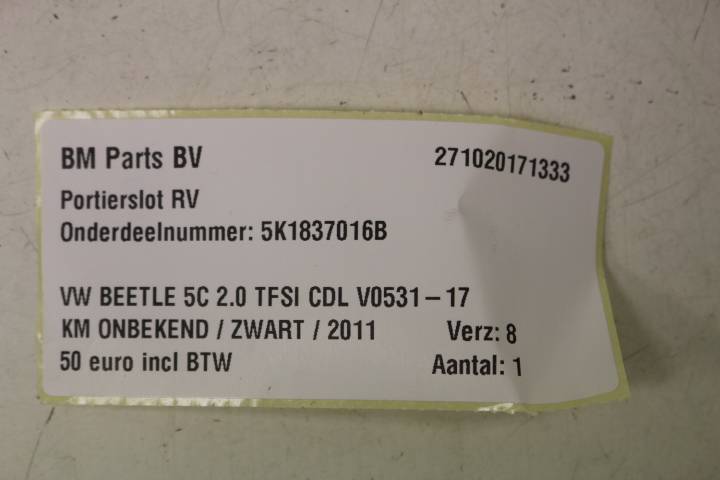 BM Parts BV 271020171333
Portierslot RV
Onderdeelnummer: 5K1837016B
VW BEETLE 5C 2.0 TFSI CDL V0531 - 17
KM ONBEKEND / ZWART / 2011 Verz: 8
50 euro incl BTW Aantal: 1